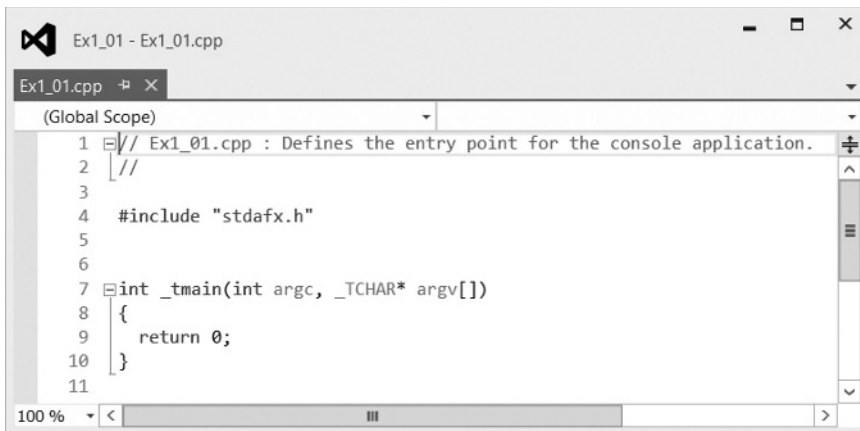 Ex1_01 - Ex1_01.cpp
Ex1_01.cpp
(Global Scope)
1 // Ex1_01.cpp : Defines the entry point for the console application.
2 //
3
4 #include "stdafx.h"
5
6
7 int _tmain(int argc, _TCHAR* argv[])
8 {
9 return 0;
10 }
11
100 %